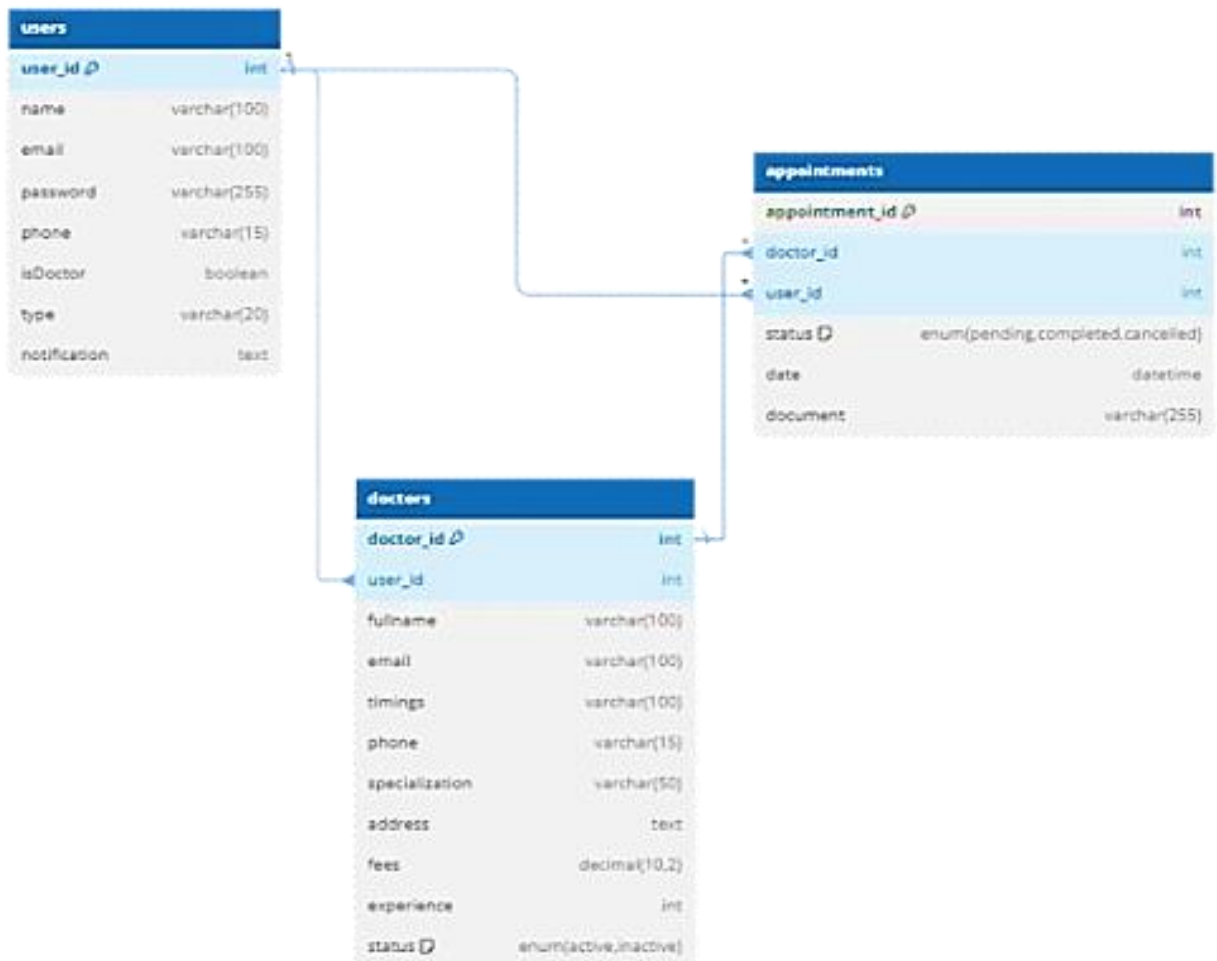 users
user_id int
name varchar(100)
email varchar(100)
password varchar(255)
phone varchar(15)
isDoctor boolean
type varchar(20)
notification text
appointments
appointment_id int
doctor_id int
user_id int
status enum(pending,completed,cancelled)
date datetime
document varchar(255)
doctors
doctor_id int
user_id int
fullname varchar(100)
email varchar(100)
timings varchar(100)
phone varchar(15)
specialization varchar(50)
address text
fees decimal(10,2)
experience int
status enum(active,inactive)